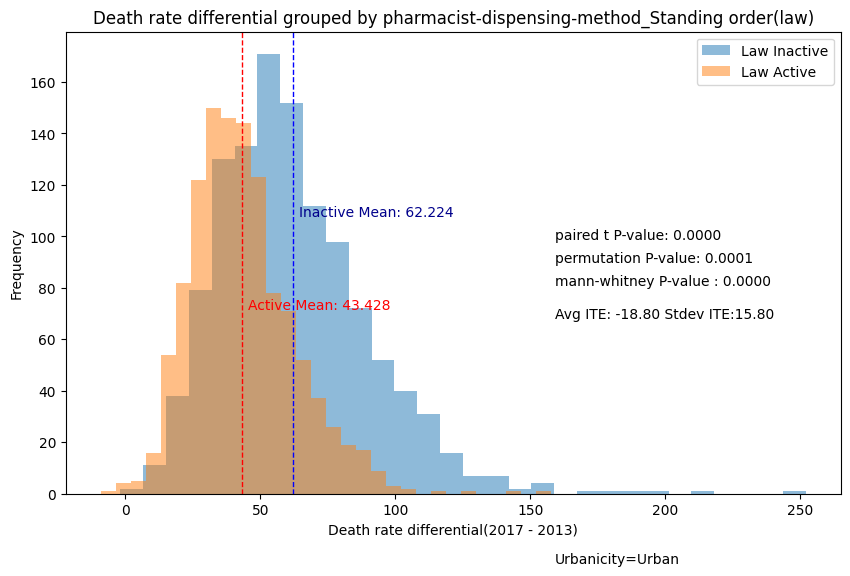 Death rate differential grouped by pharmacist-dispensing-method_Standing order(law)
Law Inactive
Law Active
160
140
120
100
80
60
40
20
0
Frequency
Inactive Mean: 62.224
paired t P-value: 0.0000
permutation P-value: 0.0001
mann-whitney P-value : 0.0000
Active Mean: 43.428
Avg ITE: -18.80 Stdev ITE:15.80
0 50 100 150 200 250
Death rate differential(2017 - 2013)
Urbanicity=Urban